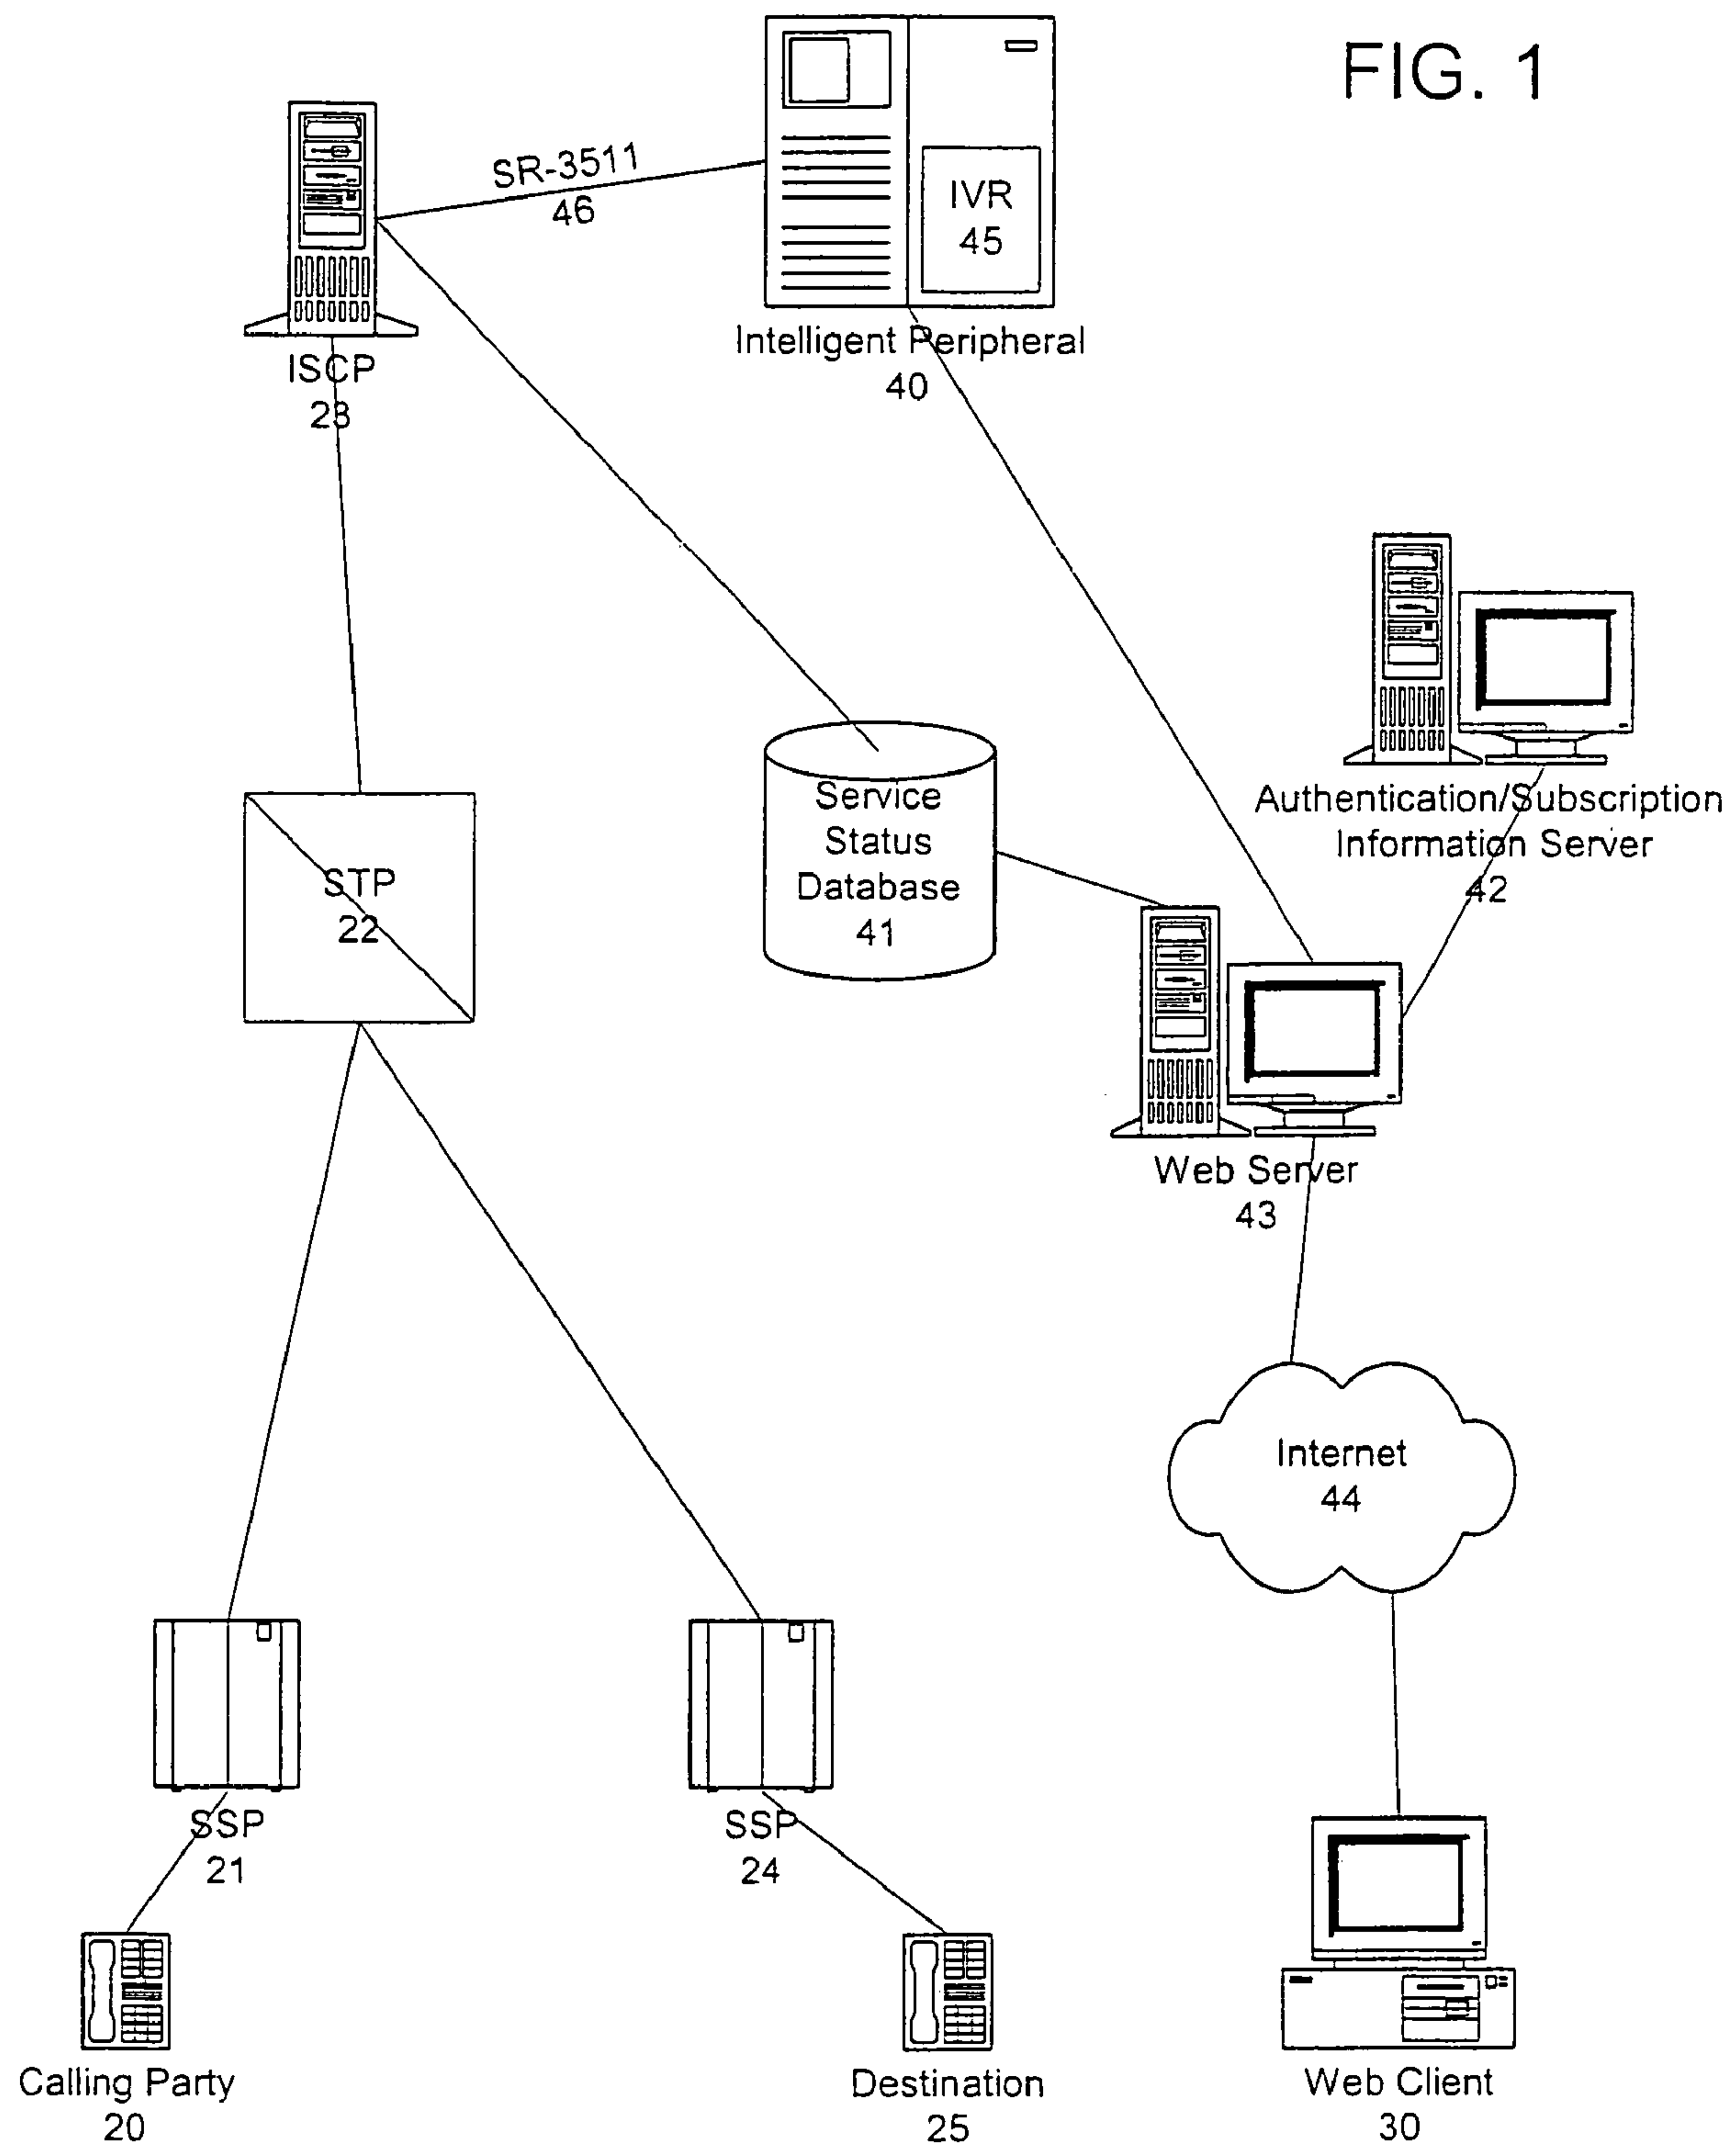 FIG. 1
SR-3511
46
IVR
45
Intelligent Peripheral
40
ISCP
23
Authentication/Subscription
Information Server
42
Service
Status
Database
41
STP
22
Web Server
43
Internet
44
SSP
21
SSP
24
Calling Party
20
Destination
25
Web Client
30